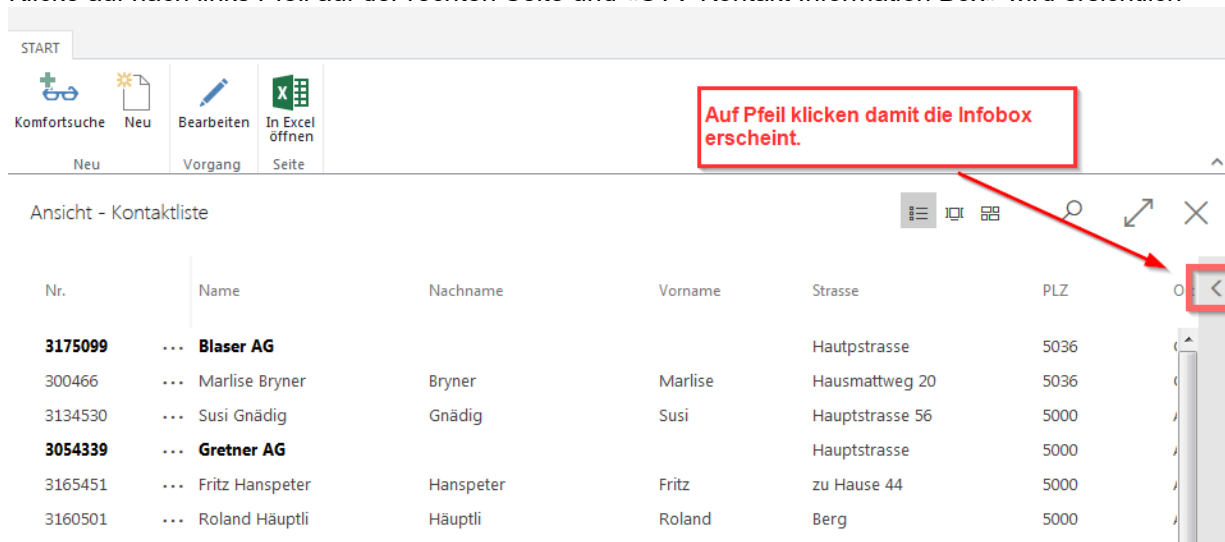 START
Komfortsuche Neu Bearbeiten In Excel öffnen
Neu Vorgang Seite
Auf Pfeil klicken damit die Infobox
erscheint.
Ansicht - Kontaktliste
Nr. Name Nachname Vorname Strasse PLZ
3175099 ... Blaser AG Hautpstrasse 5036
300466 ... Marlise Bryner Bryner Marlise Hausmattweg 20 5036
3134530 ... Susi Gnädig Gnädig Susi Hauptstrasse 56 5000
3054339 ... Gretner AG Hauptstrasse 5000
3165451 ... Fritz Hanspeter Hanspeter Fritz zu Hause 44 5000
3160501 ... Roland Häuptli Häuptli Roland Berg 5000